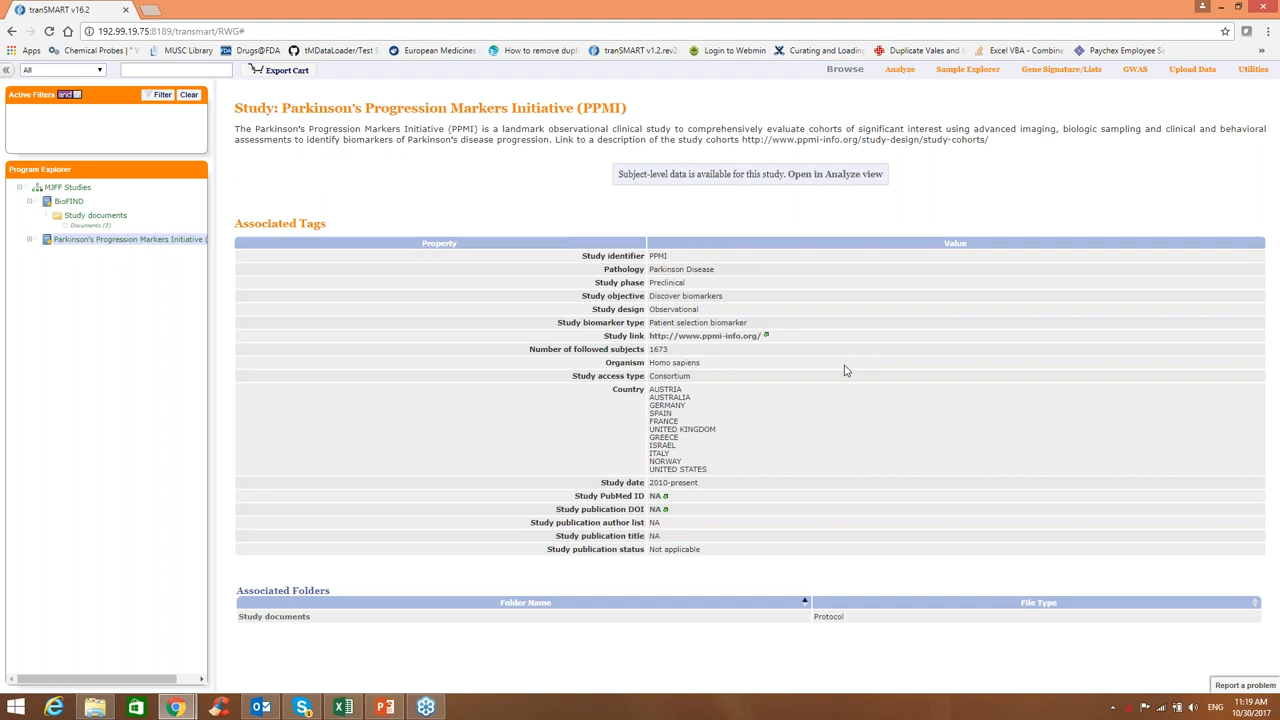 tranSMART v16.2
192.99.19.75:8189/transmart/RWG#
Apps Chemical Probes | " MUSC Library Drugs@FDA tMDataLoader/Test S European Medicines How to remove dupli tranSMART v1.2.rev2 Login to Webmin Curating and Loading Duplicate Vales and Excel VBA - Combine Paychex Employee Se »
All Export Cart Browse Analyze Sample Explorer Gene Signature/Lists GWAS Upload Data Utilities
Active Filters and Filter Clear
Program Explorer
MJFF Studies
BioFIND
Study documents
Documents (3)
Parkinson's Progression Markers Initiative (
Study: Parkinson's Progression Markers Initiative (PPMI)
The Parkinson's Progression Markers Initiative (PPMI) is a landmark observational clinical study to comprehensively evaluate cohorts of significant interest using advanced imaging, biologic sampling and clinical and behavioral
assessments to identify biomarkers of Parkinson's disease progression. Link to a description of the study cohorts http://www.ppmi-info.org/study-design/study-cohorts/
Subject-level data is available for this study. Open in Analyze view
Associated Tags
Property Value
Study identifier PPMI
Pathology Parkinson Disease
Study phase Preclinical
Study objective Discover biomarkers
Study design Observational
Study biomarker type Patient selection biomarker
Study link http://www.ppmi-info.org/
Number of followed subjects 1673
Organism Homo sapiens
Study access type Consortium
Country AUSTRIA
AUSTRALIA
GERMANY
SPAIN
FRANCE
UNITED KINGDOM
GREECE
ISRAEL
ITALY
NORWAY
UNITED STATES
Study date 2010-present
Study PubMed ID NA
Study publication DOI NA
Study publication author list NA
Study publication title NA
Study publication status Not applicable
Associated Folders
Folder Name File Type
Study documents Protocol
Report a problem
ENG 11:19 AM
10/30/2017